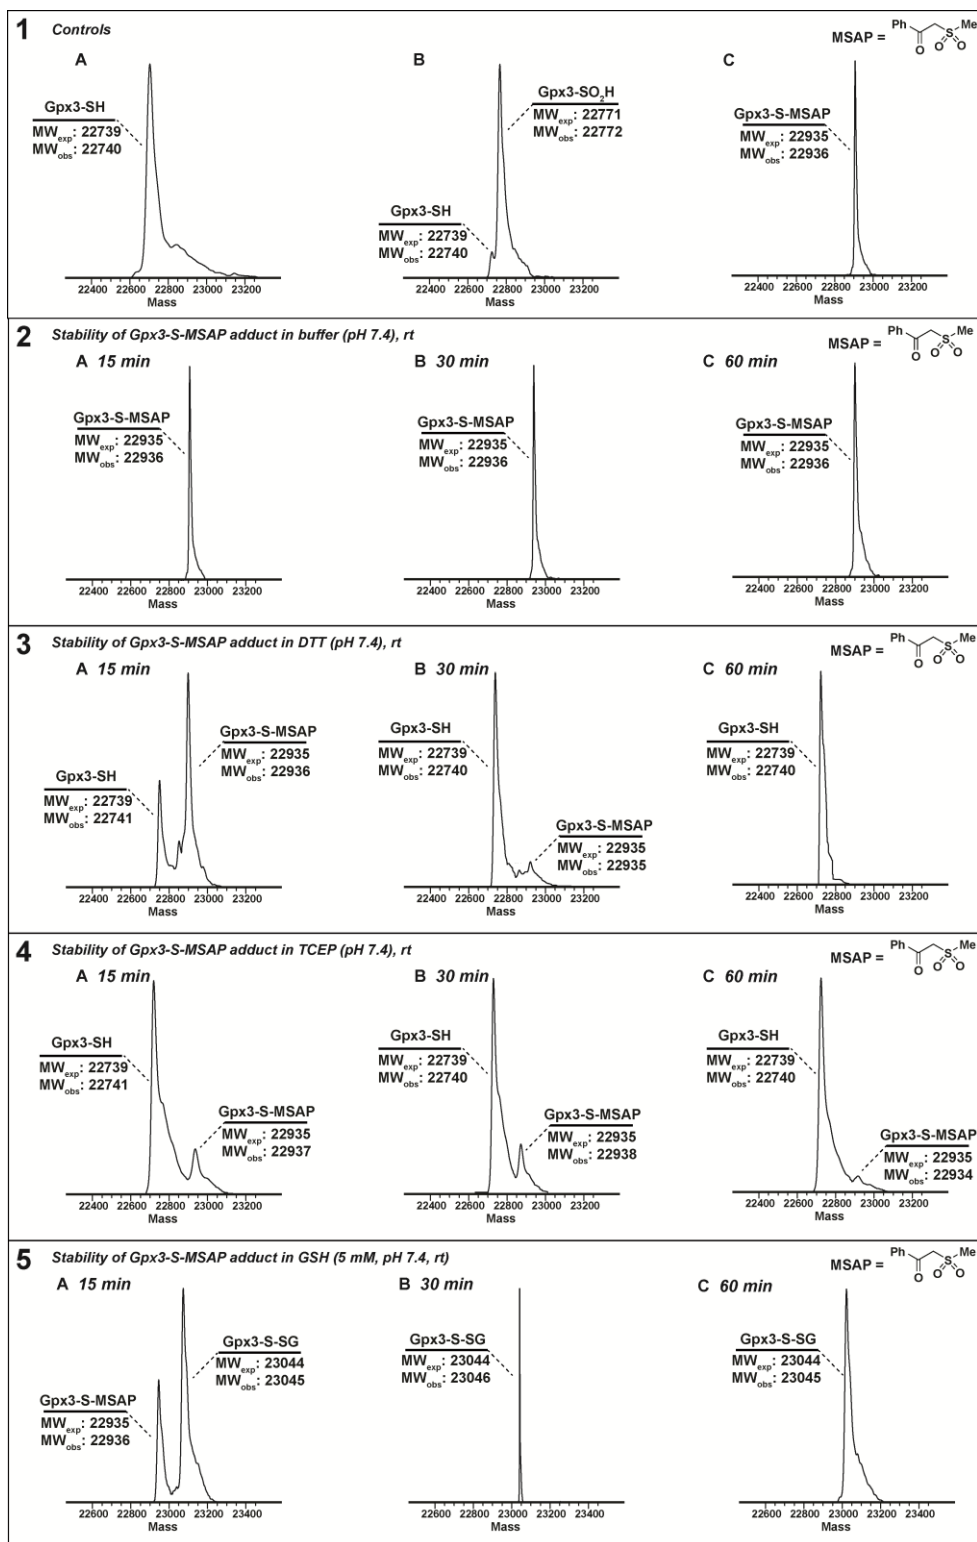 1 Controls
MSAP = Ph O S O O Me
A
Gpx3-SH
MWexp: 22739
MWobs: 22740
22400 22600 22800 23000 23200
Mass
B
Gpx3-SO2H
MWexp: 22771
MWobs: 22772
Gpx3-SH
MWexp: 22739
MWobs: 22740
22400 22600 22800 23000 23200
Mass
C
Gpx3-S-MSAP
MWexp: 22935
MWobs: 22936
22400 22600 22800 23000 23200
Mass
2 Stability of Gpx3-S-MSAP adduct in buffer (pH 7.4), rt
MSAP = Ph O S O O Me
A 15 min
Gpx3-S-MSAP
MWexp: 22935
MWobs: 22936
22400 22600 22800 23000 23200
Mass
B 30 min
Gpx3-S-MSAP
MWexp: 22935
MWobs: 22936
22400 22600 22800 23000 23200
Mass
C 60 min
Gpx3-S-MSAP
MWexp: 22935
MWobs: 22936
22400 22600 22800 23000 23200
Mass
3 Stability of Gpx3-S-MSAP adduct in DTT (pH 7.4), rt
MSAP = Ph O S O O Me
A 15 min
Gpx3-S-MSAP
MWexp: 22935
MWobs: 22936
Gpx3-SH
MWexp: 22739
MWobs: 22741
22400 22600 22800 23000 23200
Mass
B 30 min
Gpx3-SH
MWexp: 22739
MWobs: 22740
Gpx3-S-MSAP
MWexp: 22935
MWobs: 22935
22400 22600 22800 23000 23200
Mass
C 60 min
Gpx3-SH
MWexp: 22739
MWobs: 22740
22400 22600 22800 23000 23200
Mass
4 Stability of Gpx3-S-MSAP adduct in TCEP (pH 7.4), rt
MSAP = Ph O S O O Me
A 15 min
Gpx3-SH
MWexp: 22739
MWobs: 22741
Gpx3-S-MSAP
MWexp: 22935
MWobs: 22937
22400 22600 22800 23000 23200
Mass
B 30 min
Gpx3-SH
MWexp: 22739
MWobs: 22740
Gpx3-S-MSAP
MWexp: 22935
MWobs: 22938
22400 22600 22800 23000 23200
Mass
C 60 min
Gpx3-SH
MWexp: 22739
MWobs: 22740
Gpx3-S-MSAP
MWexp: 22935
MWobs: 22934
22400 22600 22800 23000 23200
Mass
5 Stability of Gpx3-S-MSAP adduct in GSH (5 mM, pH 7.4, rt)
MSAP = Ph O S O O Me
A 15 min
Gpx3-S-SG
MWexp: 23044
MWobs: 23045
Gpx3-S-MSAP
MWexp: 22935
MWobs: 22936
22600 22800 23000 23200 23400
Mass
B 30 min
Gpx3-S-SG
MWexp: 23044
MWobs: 23046
22600 22800 23000 23200 23400
Mass
C 60 min
Gpx3-S-SG
MWexp: 23044
MWobs: 23045
22600 22800 23000 23200 23400
Mass